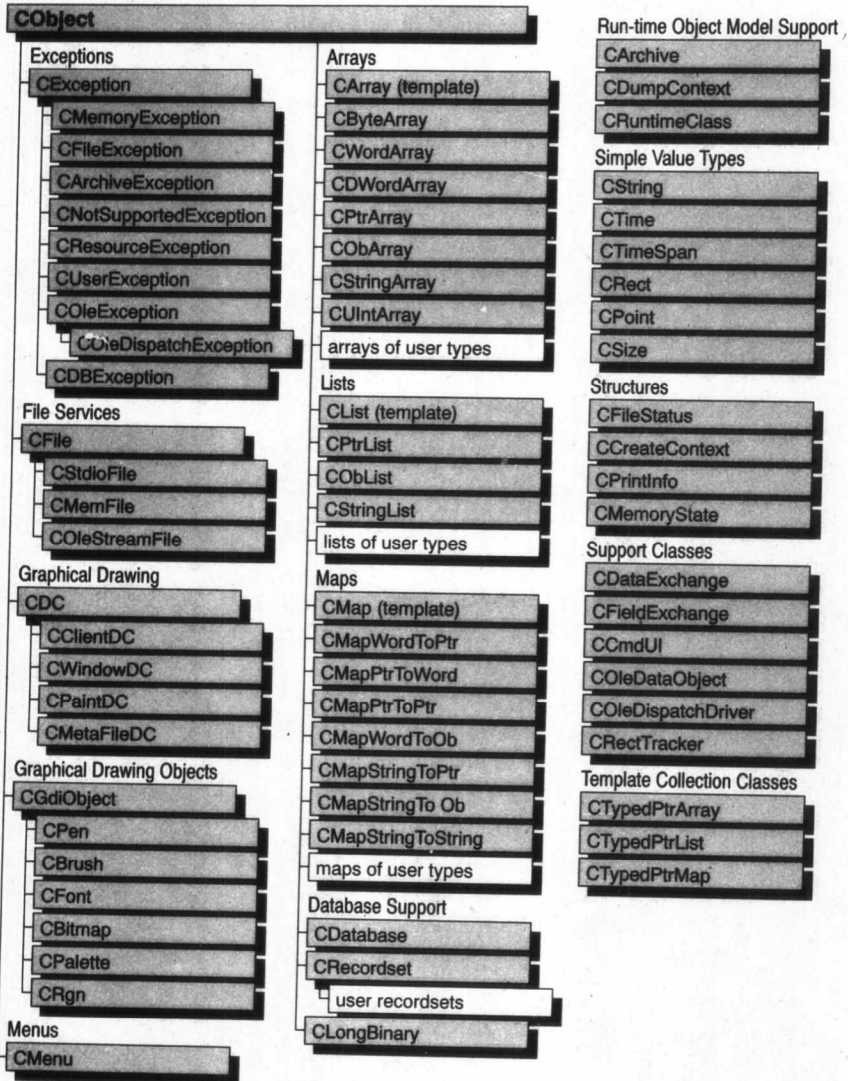 CObject
Exceptions
CException
CMemoryException
CFileException
CArchiveException
CNotSupportedException
CResourceException
CUserException
COleException
COleDispatchException
CDBException
File Services
CFile
CStdioFile
CMemFile
COleStreamFile
Graphical Drawing
CDC
CClientDC
CWindowDC
CPaintDC
CMetaFileDC
Graphical Drawing Objects
CGdiObject
CPen
CBrush
CFont
CBitmap
CPalette
CRgn
Menus
CMenu
Arrays
CArray (template)
CByteArray
CWordArray
CDWordArray
CPtrArray
CObArray
CStringArray
CUIntArray
arrays of user types
Lists
CList (template)
CPtrList
CObList
CStringList
lists of user types
Maps
CMap (template)
CMapWordToPtr
CMapPtrToWord
CMapPtrToPtr
CMapWordToOb
CMapStringToPtr
CMapStringTo Ob
CMapStringToString
maps of user types
Database Support
CDatabase
CRecordset
user recordsets
CLongBinary
Run-time Object Model Support
CArchive
CDumpContext
CRuntimeClass
Simple Value Types
CString
CTime
CTimeSpan
CRect
CPoint
CSize
Structures
CFileStatus
CCreateContext
CPrintInfo
CMemoryState
Support Classes
CDataExchange
CFieldExchange
CCmdUI
COleDataObject
COleDispatchDriver
CRectTracker
Template Collection Classes
CTypedPtrArray
CTypedPtrList
CTypedPtrMap